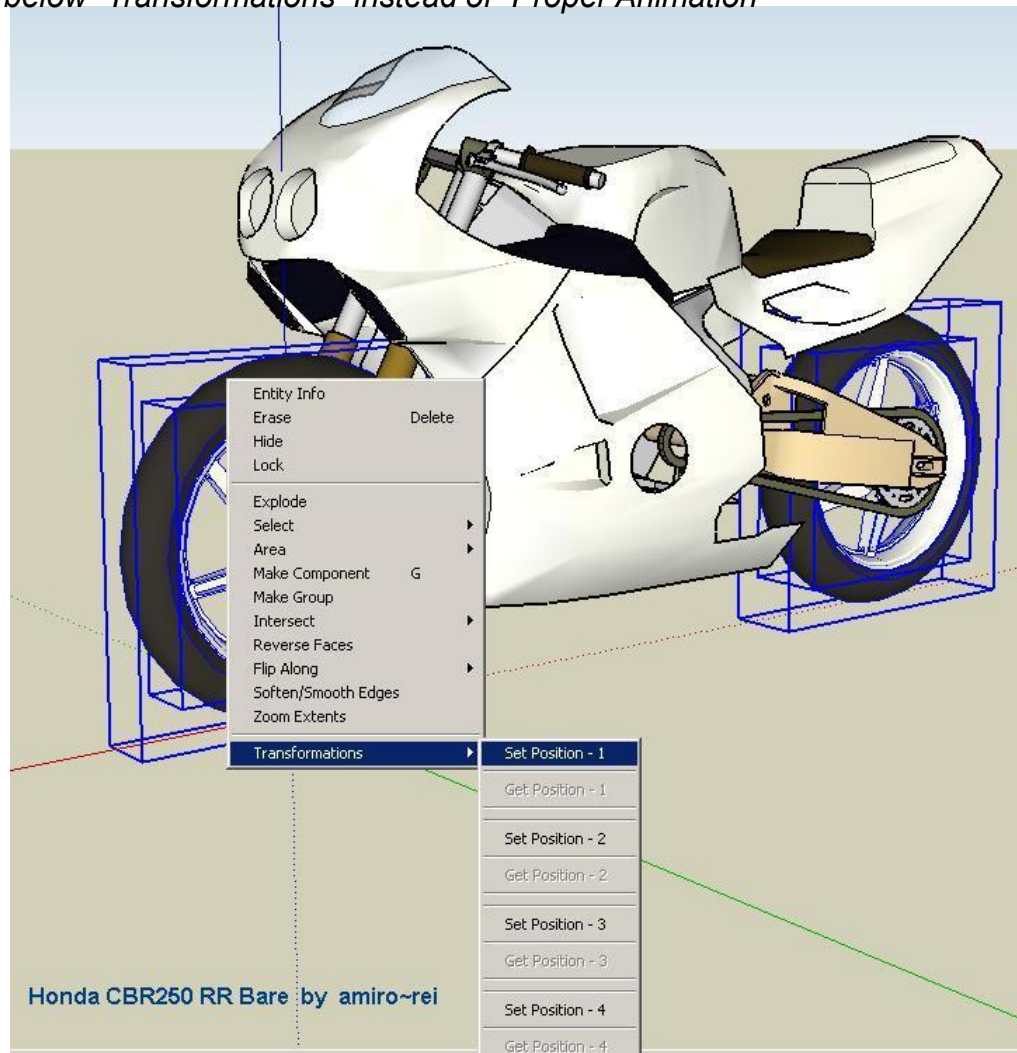 below "Transformations" instead of "Proper Animation"
Entity Info
Erase Delete
Hide
Lock
Explode
Select
Area
Make Component G
Make Group
Intersect
Reverse Faces
Flip Along
Soften/Smooth Edges
Zoom Extents
Transformations
Set Position - 1
Get Position - 1
Set Position - 2
Get Position - 2
Set Position - 3
Get Position - 3
Set Position - 4
Get Position - 4
Honda CBR250 RR Bare by amiro~rei